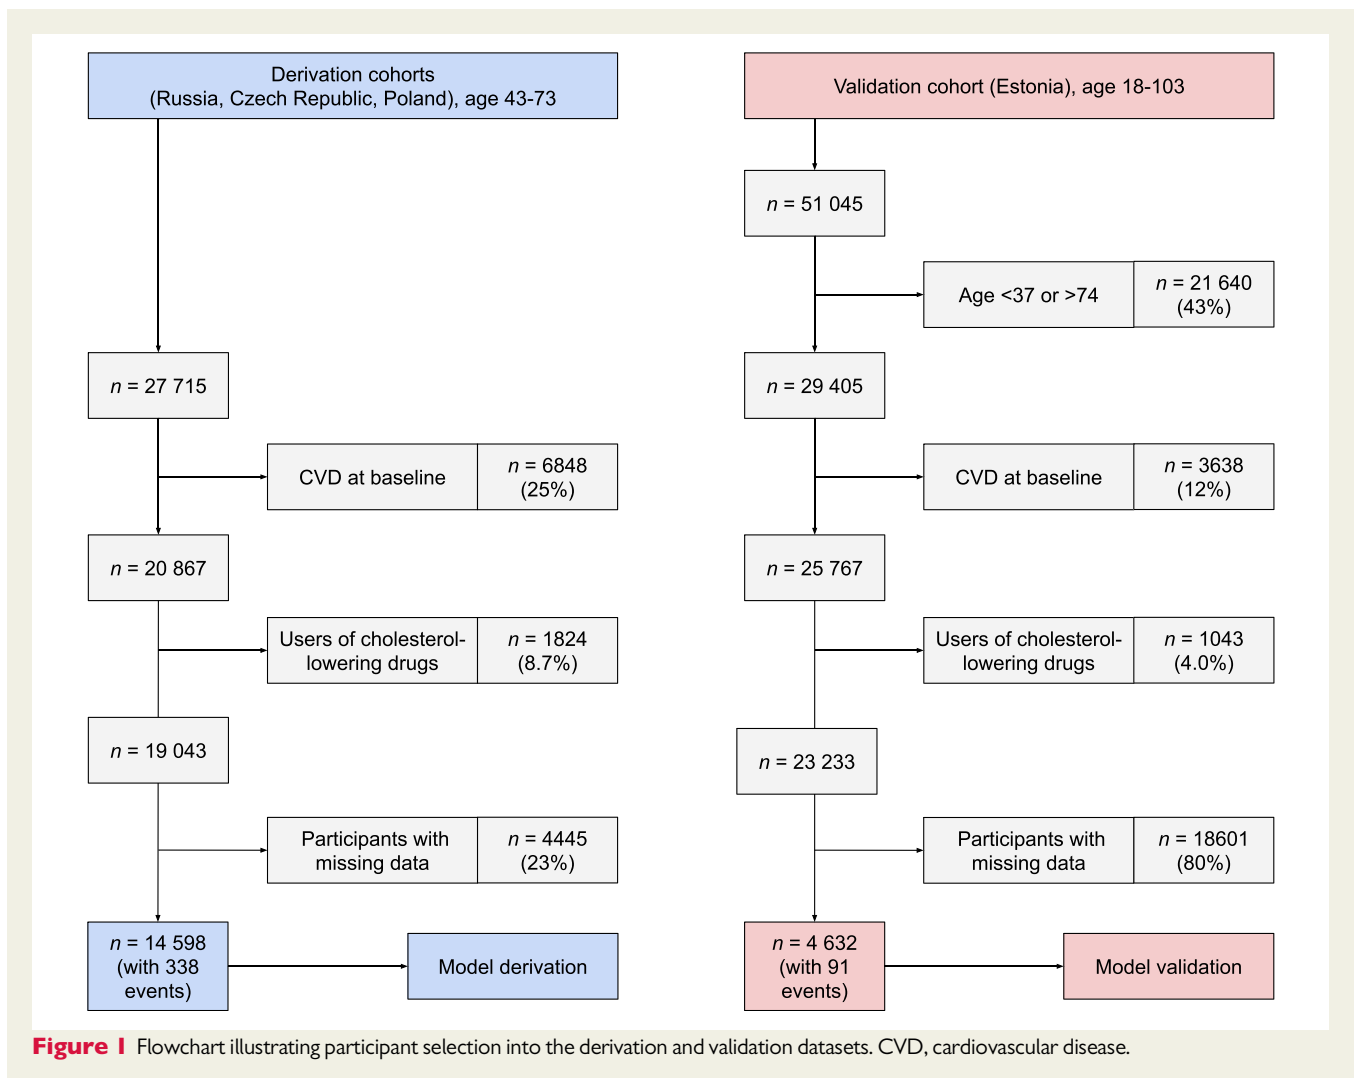 Derivation cohorts
(Russia, Czech Republic, Poland), age 43-73
n = 27 715
CVD at baseline
n = 6848
(25%)
n = 20 867
Users of cholesterol-
lowering drugs
n = 1824
(8.7%)
n = 19 043
Participants with
missing data
n = 4445
(23%)
n = 14 598
(with 338
events)
Model derivation
Validation cohort (Estonia), age 18-103
n = 51 045
Age <37 or >74
n = 21 640
(43%)
n = 29 405
CVD at baseline
n = 3638
(12%)
n = 25 767
Users of cholesterol-
lowering drugs
n = 1043
(4.0%)
n = 23 233
Participants with
missing data
n = 18601
(80%)
n = 4 632
(with 91
events)
Model validation
Figure 1 Flowchart illustrating participant selection into the derivation and validation datasets. CVD, cardiovascular disease.